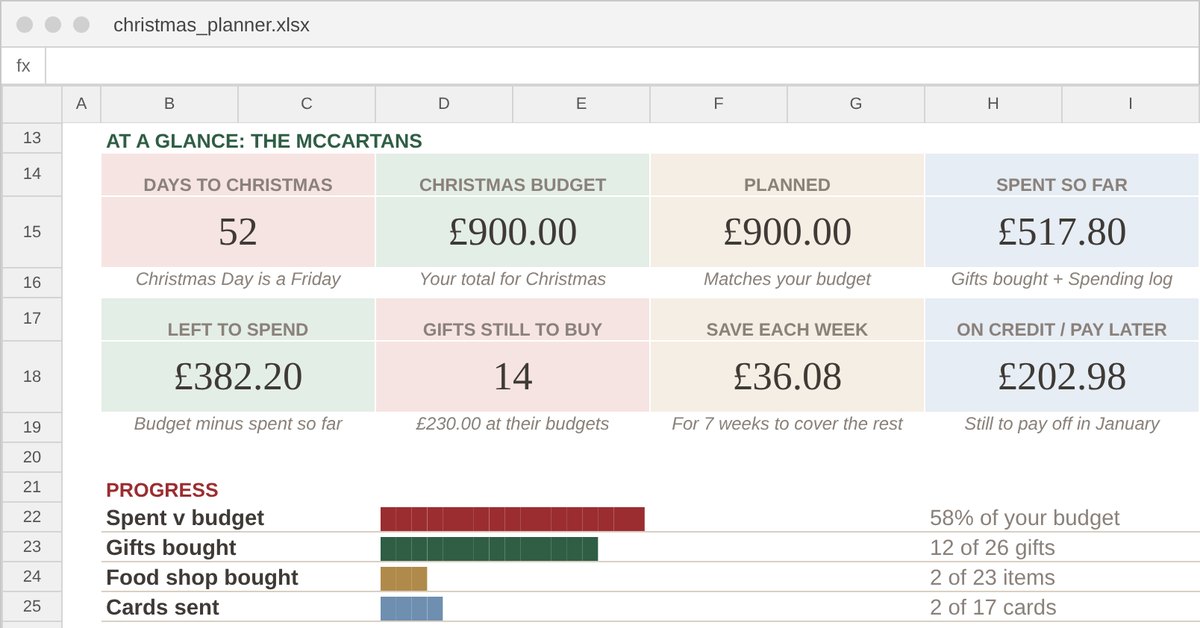 christmas_planner.xlsx
fx
A B C D E F G H I
13 AT A GLANCE: THE MCCARTANS
14 DAYS TO CHRISTMAS CHRISTMAS BUDGET PLANNED SPENT SO FAR
15 52 £900.00 £900.00 £517.80
16 Christmas Day is a Friday Your total for Christmas Matches your budget Gifts bought + Spending log
17 LEFT TO SPEND GIFTS STILL TO BUY SAVE EACH WEEK ON CREDIT / PAY LATER
18 £382.20 14 £36.08 £202.98
19 Budget minus spent so far £230.00 at their budgets For 7 weeks to cover the rest Still to pay off in January
20
21 PROGRESS
22 Spent v budget 58% of your budget
23 Gifts bought 12 of 26 gifts
24 Food shop bought 2 of 23 items
25 Cards sent 2 of 17 cards